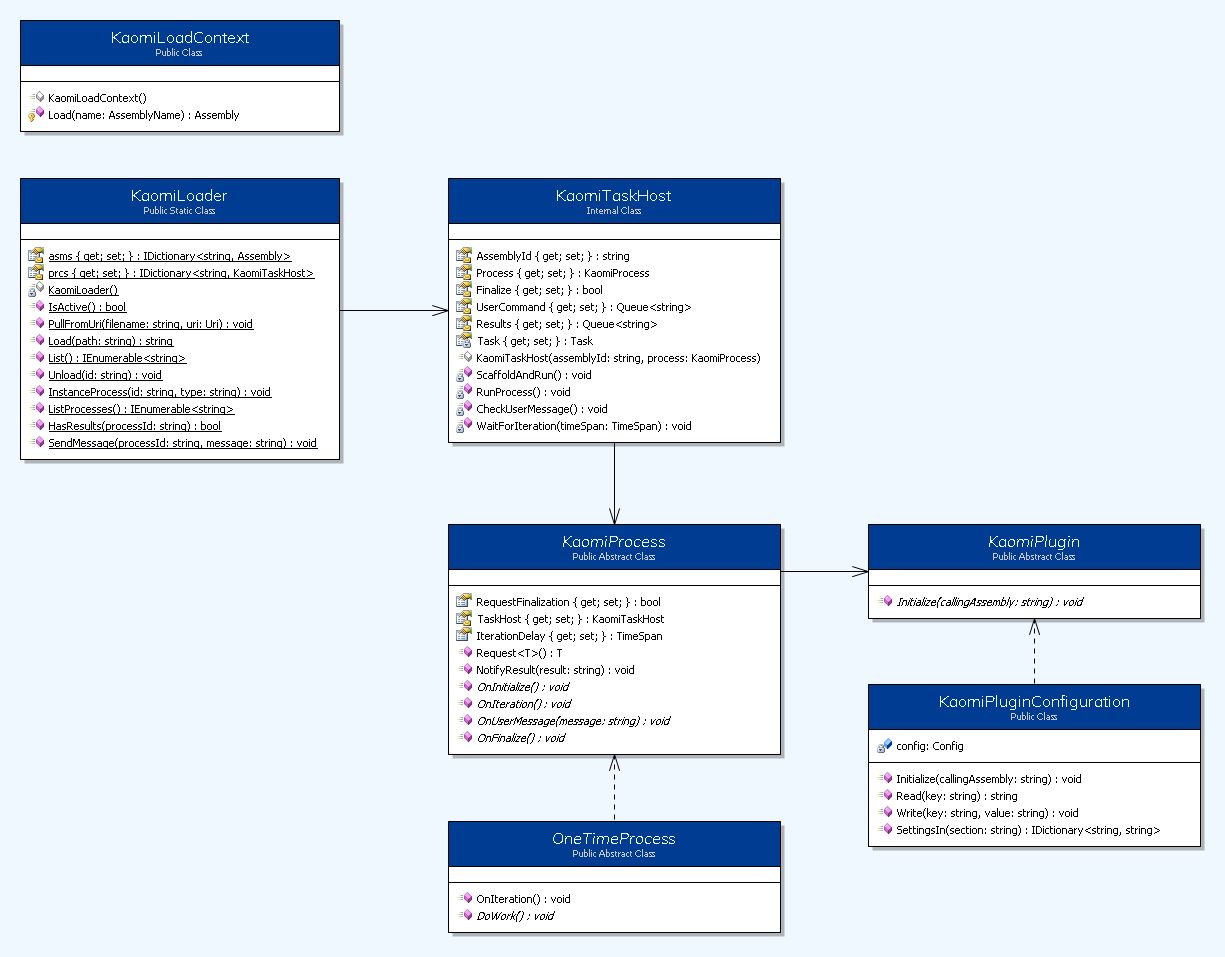 KaomiLoadContext
Public Class
KaomiLoadContext()
Load(name: AssemblyName) : Assembly
KaomiLoader
Public Static Class
asms { get; set; } : IDictionary<string, Assembly>
prcs { get; set; } : IDictionary<string, KaomiTaskHost>
KaomiLoader()
IsActive() : bool
PullFromUri(filename: string, uri: Uri) : void
Load(path: string) : string
List() : IEnumerable<string>
Unload(id: string) : void
InstanceProcess(id: string, type: string) : void
ListProcesses() : IEnumerable<string>
HasResults(processId: string) : bool
SendMessage(processId: string, message: string) : void
KaomiTaskHost
Internal Class
AssemblyId { get; set; } : string
Process { get; set; } : KaomiProcess
Finalize { get; set; } : bool
UserCommand { get; set; } : Queue<string>
Results { get; set; } : Queue<string>
Task { get; set; } : Task
KaomiTaskHost(assemblyId: string, process: KaomiProcess)
ScaffoldAndRun() : void
RunProcess() : void
CheckUserMessage() : void
WaitForIteration(timeSpan: TimeSpan) : void
KaomiProcess
Public Abstract Class
RequestFinalization { get; set; } : bool
TaskHost { get; set; } : KaomiTaskHost
IterationDelay { get; set; } : TimeSpan
Request<T>() : T
NotifyResult(result: string) : void
OnInitialize() : void
OnIteration() : void
OnUserMessage(message: string) : void
OnFinalize() : void
KaomiPlugin
Public Abstract Class
Initialize(callingAssembly: string) : void
KaomiPluginConfiguration
Public Class
config: Config
Initialize(callingAssembly: string) : void
Read(key: string) : string
Write(key: string, value: string) : void
SettingsIn(section: string) : IDictionary<string, string>
OneTimeProcess
Public Abstract Class
OnIteration() : void
DoWork() : void